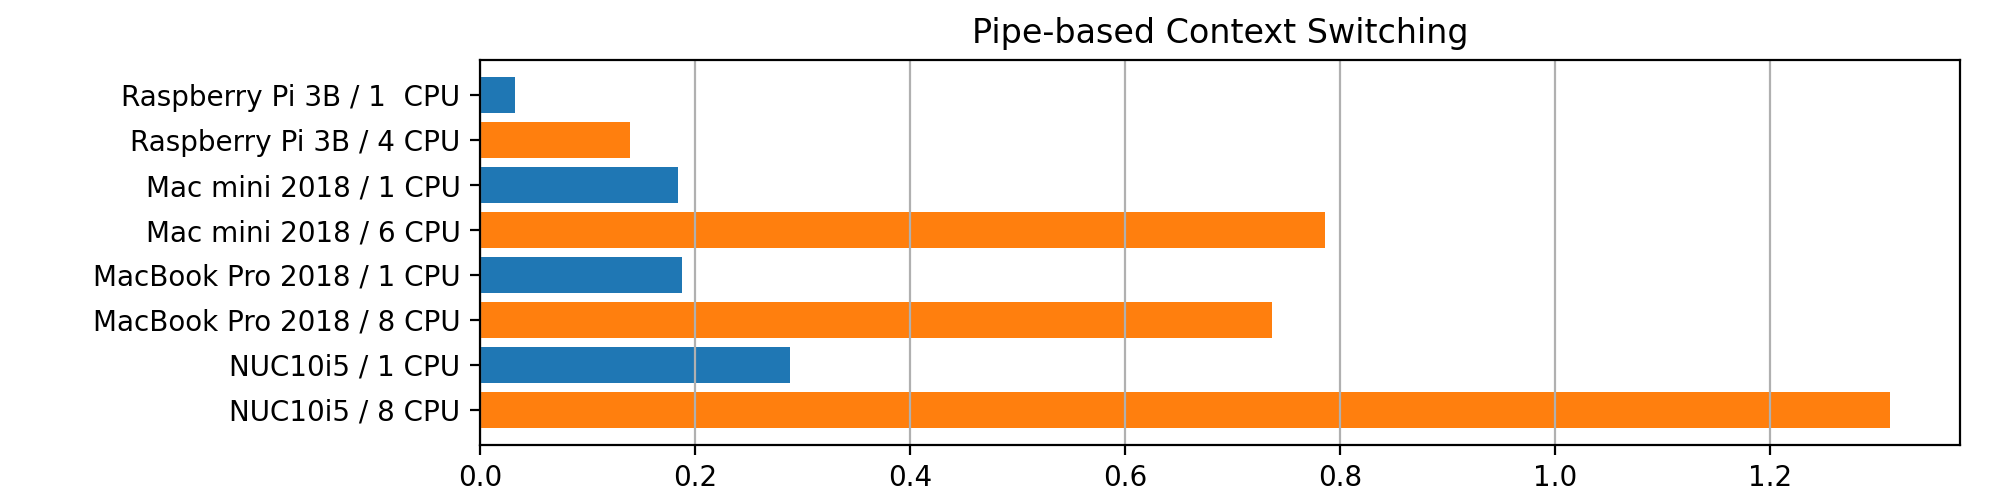 Pipe-based Context Switching
Raspberry Pi 3B / 1  CPU
Raspberry Pi 3B / 4 CPU
Mac mini 2018 / 1 CPU
Mac mini 2018 / 6 CPU
MacBook Pro 2018 / 1 CPU
MacBook Pro 2018 / 8 CPU
NUC10i5 / 1 CPU
NUC10i5 / 8 CPU
0.0 0.2 0.4 0.6 0.8 1.0 1.2